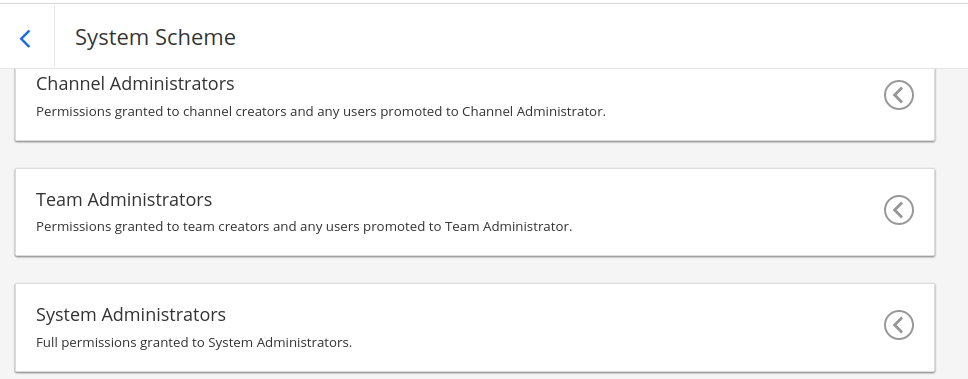 System Scheme
Channel Administrators
Permissions granted to channel creators and any users promoted to Channel Administrator.
Team Administrators
Permissions granted to team creators and any users promoted to Team Administrator.
System Administrators
Full permissions granted to System Administrators.